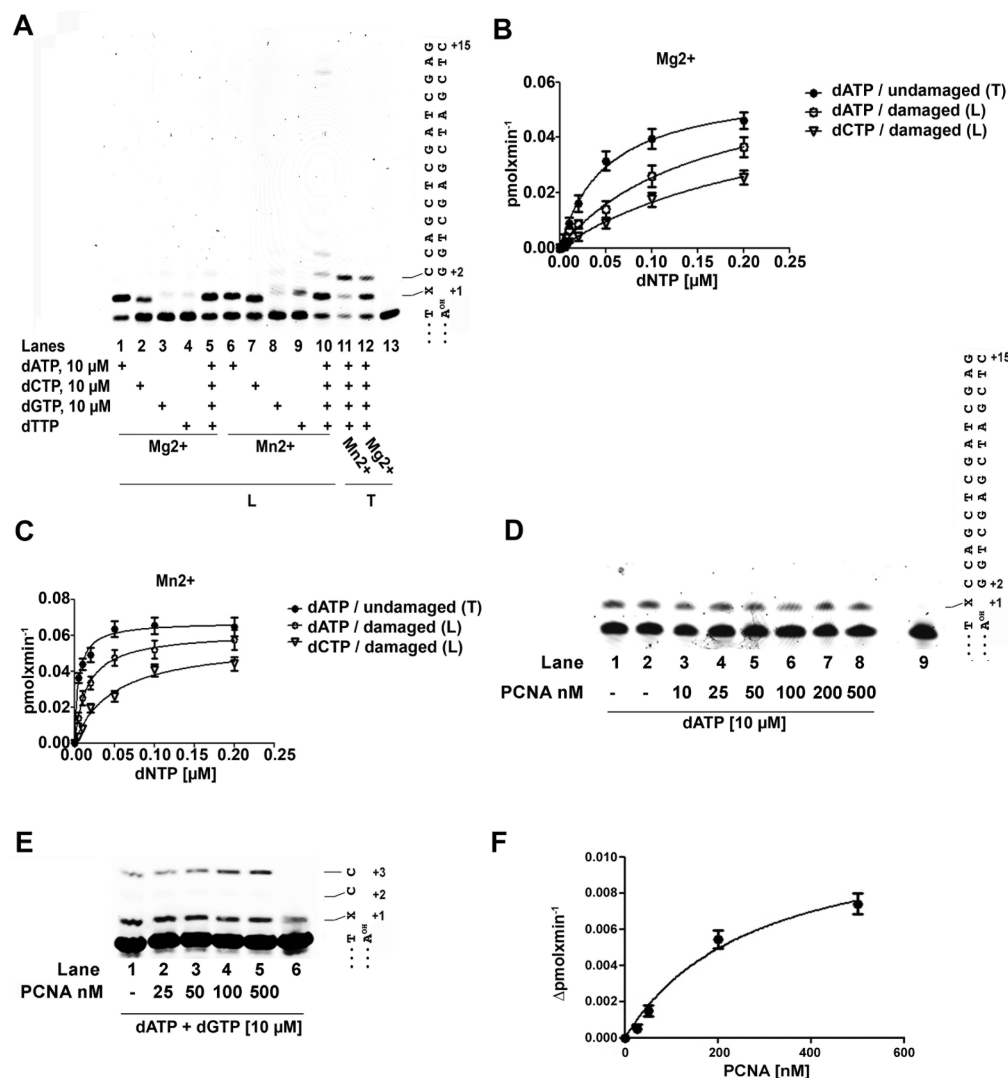 A
···T X C C A G C T C G A T C G A G
···AOH G G T C G A G C T A G C T C
+15
+2
+1
Lanes 1 2 3 4 5 6 7 8 9 10 11 12 13
dATP, 10 µM + + + + + +
dCTP, 10 µM + + + + + +
dGTP, 10 µM + + + + + +
dTTP + + + + + +
Mg2+ Mn2+ Mn2+ Mg2+
L T
B
Mg2+
dATP / undamaged (T)
dATP / damaged (L)
dCTP / damaged (L)
pmolxmin-1
0.06
0.04
0.02
0.00
0.00 0.05 0.10 0.15 0.20 0.25
dNTP [µM]
C
Mn2+
dATP / undamaged (T)
dATP / damaged (L)
dCTP / damaged (L)
pmolxmin-1
0.08
0.06
0.04
0.02
0.00
0.00 0.05 0.10 0.15 0.20 0.25
dNTP [µM]
D
···T X C C A G C T C G A T C G A G
···AOH G G T C G A G C T A G C T C
+15
+2
+1
Lane 1 2 3 4 5 6 7 8 9
PCNA nM - - 10 25 50 100 200 500
dATP [10 µM]
E
C +3
C +2
X +1
···T
···AOH
Lane 1 2 3 4 5 6
PCNA nM - 25 50 100 500
dATP + dGTP [10 µM]
F
Δpmolxmin-1
0.010
0.008
0.006
0.004
0.002
0.000
0 200 400 600
PCNA [nM]